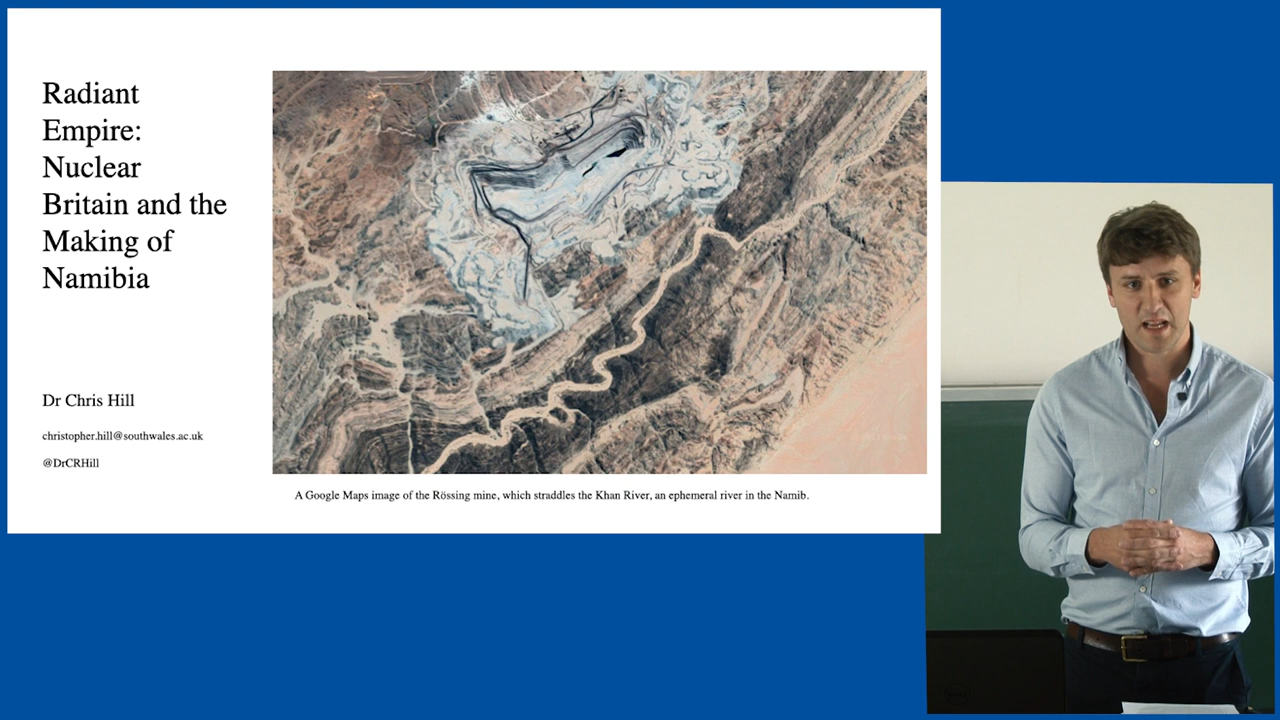 Radiant
Empire:
Nuclear
Britain and the
Making of
Namibia
Dr Chris Hill
christopher.hill@southwales.ac.uk
@DrCRHill
A Google Maps image of the Rössing mine, which straddles the Khan River, an ephemeral river in the Namib.